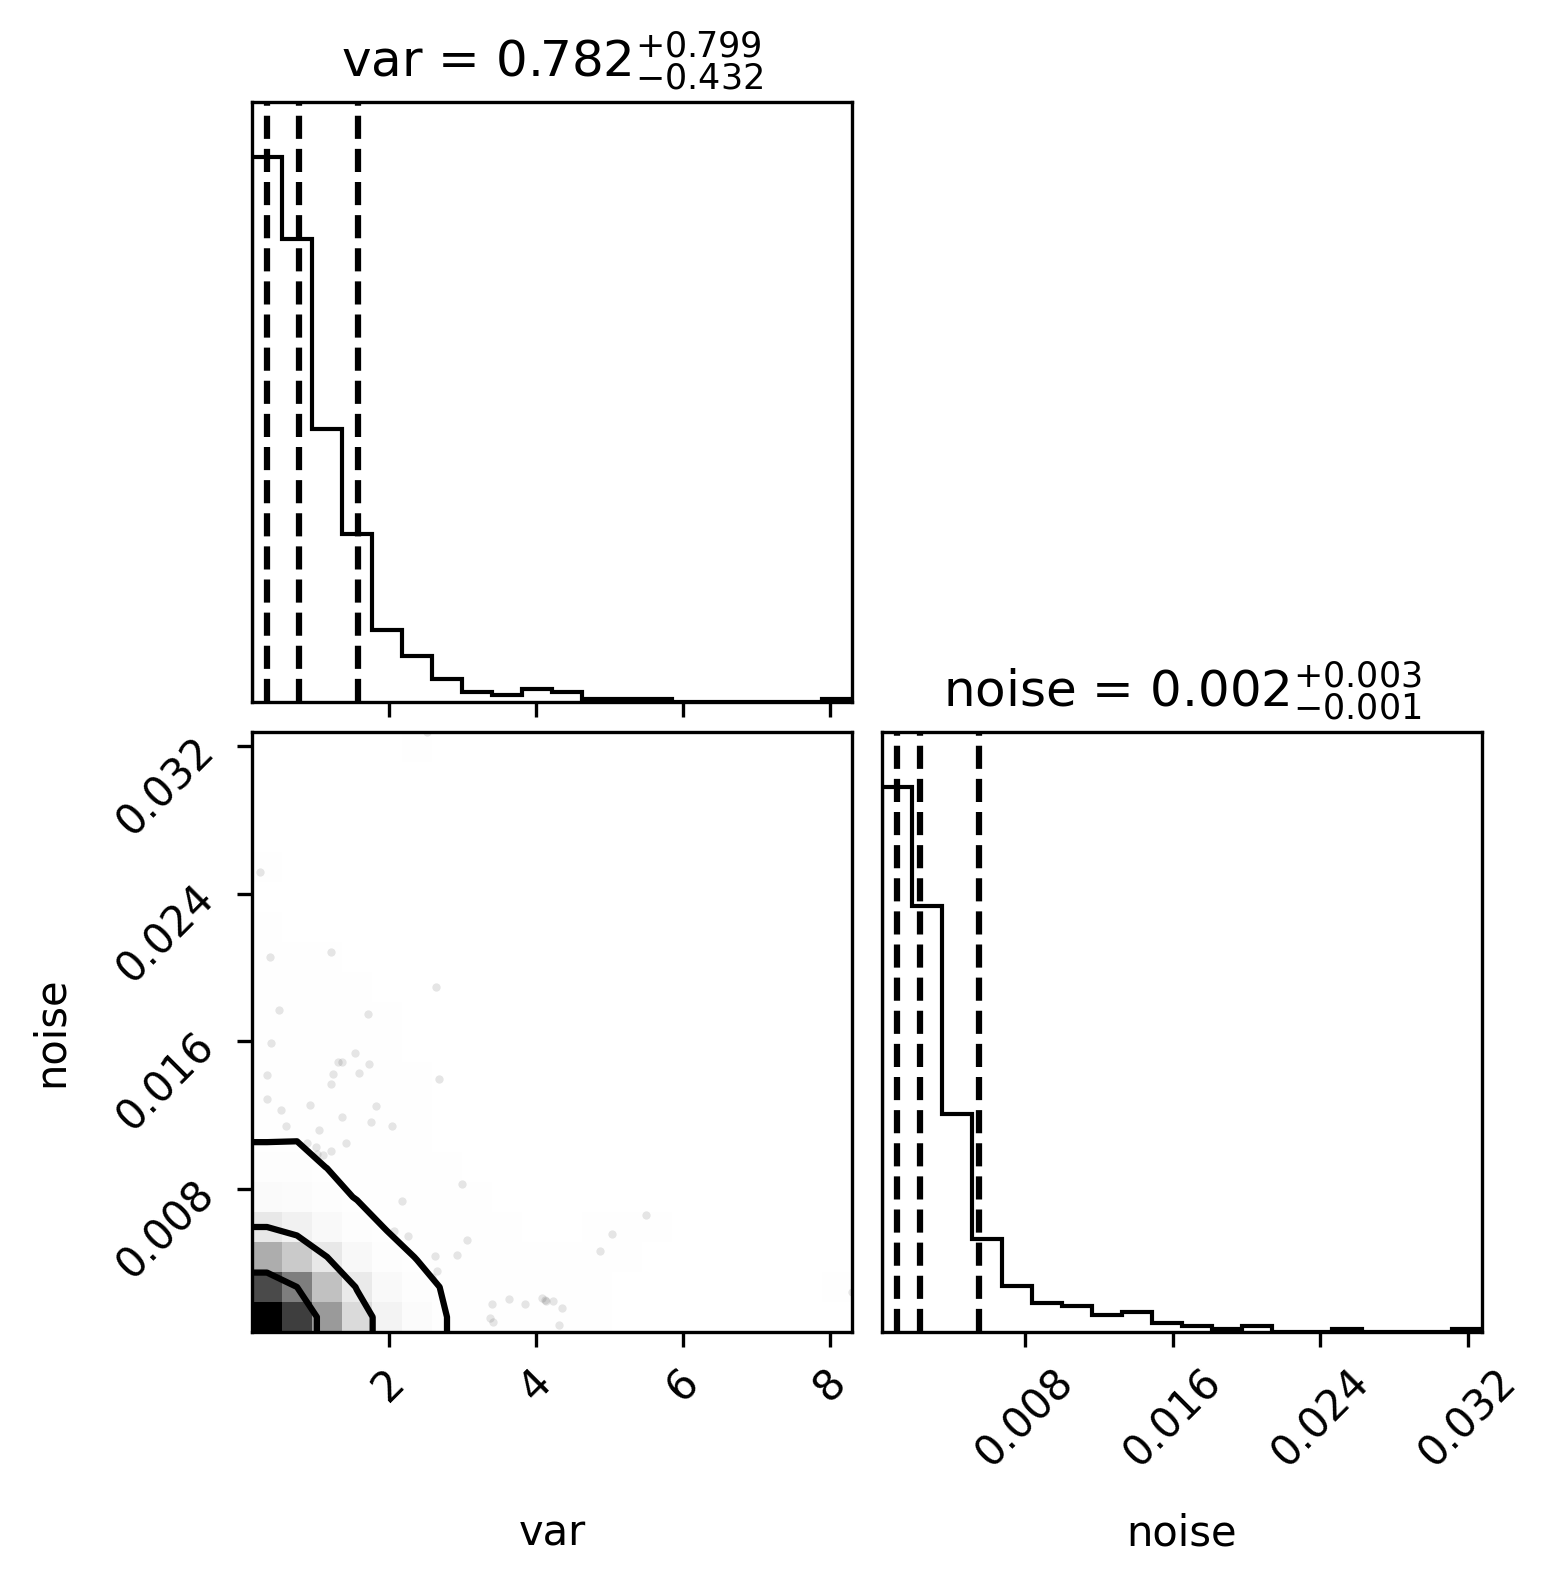 var = 0.782+0.799−0.432
noise = 0.002+0.003−0.001
0.032
0.024
0.016
0.008
noise
2 4 6 8
0.008 0.016 0.024 0.032
var
noise